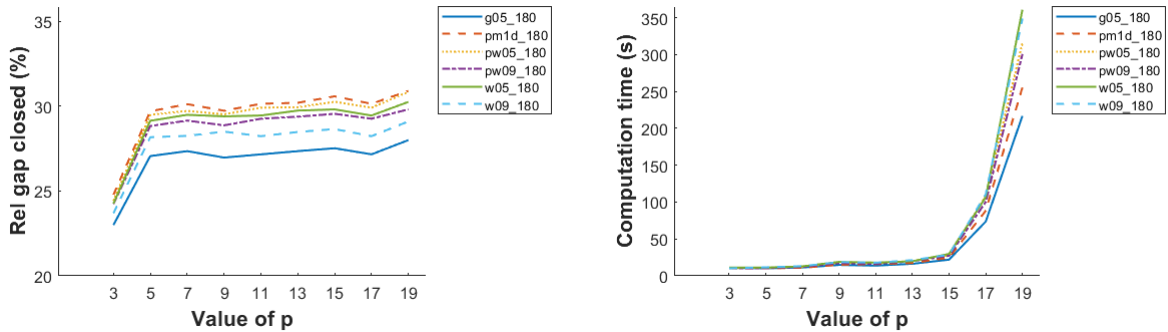 35
30
25
20
Rel gap closed (%)
3 5 7 9 11 13 15 17 19
Value of p
g05_180
pm1d_180
pw05_180
pw09_180
w05_180
w09_180
350
300
250
200
150
100
50
0
Computation time (s)
3 5 7 9 11 13 15 17 19
Value of p
g05_180
pm1d_180
pw05_180
pw09_180
w05_180
w09_180